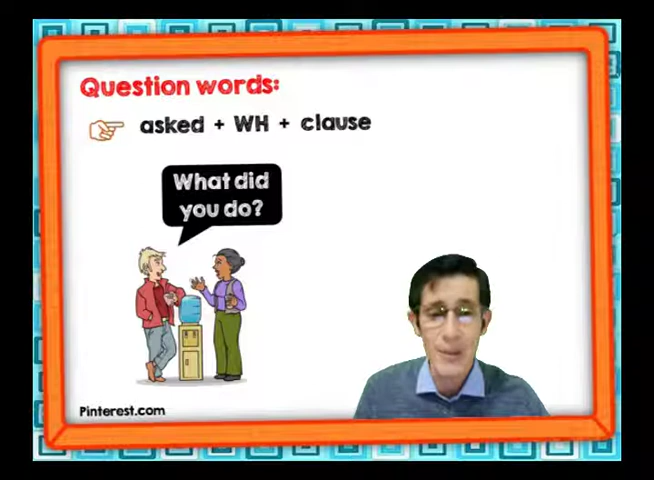 Question words:
asked + WH + clause
What did
you do?
Pinterest.com